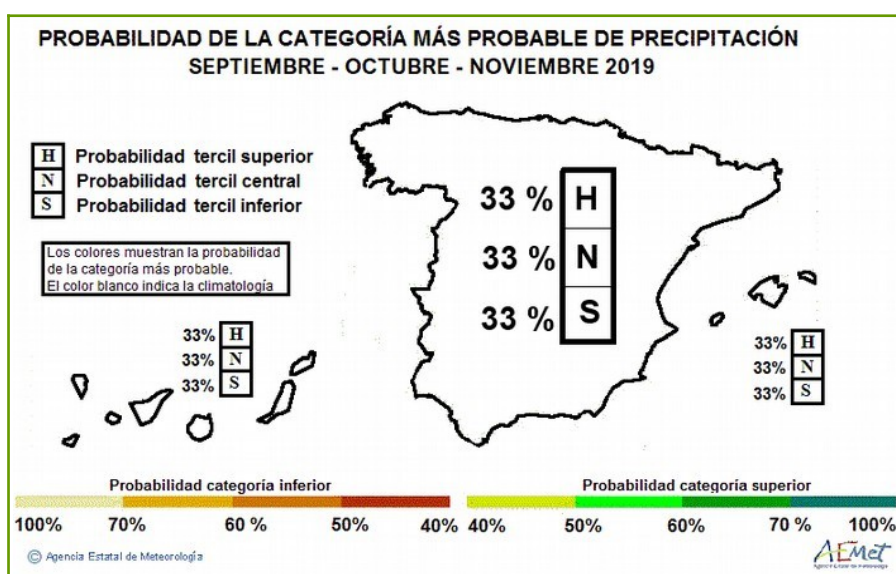 PROBABILIDAD DE LA CATEGORÍA MÁS PROBABLE DE PRECIPITACIÓN
SEPTIEMBRE - OCTUBRE - NOVIEMBRE 2019
H Probabilidad tercil superior
N Probabilidad tercil central
S Probabilidad tercil inferior
Los colores muestran la probabilidad
de la categoría más probable.
El color blanco indica la climatología
33 % H
33 % N
33 % S
33% H
33% N
33% S
33% H
33% N
33% S
Probabilidad categoría inferior
100% 70% 60 % 50% 40%
Probabilidad categoría superior
40% 50% 60% 70 % 100%
© Agencia Estatal de Meteorología
AEMet